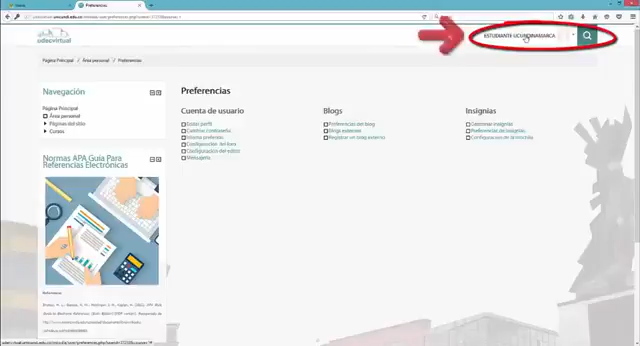 Preferencias
udecvirtual
ESTUDIANTE UCUNDINAMARCA
Página Principal / Área personal / Preferencias
Navegación
Página Principal
Área personal
Páginas del sitio
Cursos
Normas APA Guía Para
Referencias Electrónicas
Preferencias
Cuenta de usuario
Editar perfil
Cambiar contraseña
Idioma preferido
Configuración del foro
Configuración del editor
Mensajería
Blogs
Preferencias del blog
Blogs externos
Registrar un blog externo
Insignias
Gestionar insignias
Preferencias de insignias
Configuración de la mochila